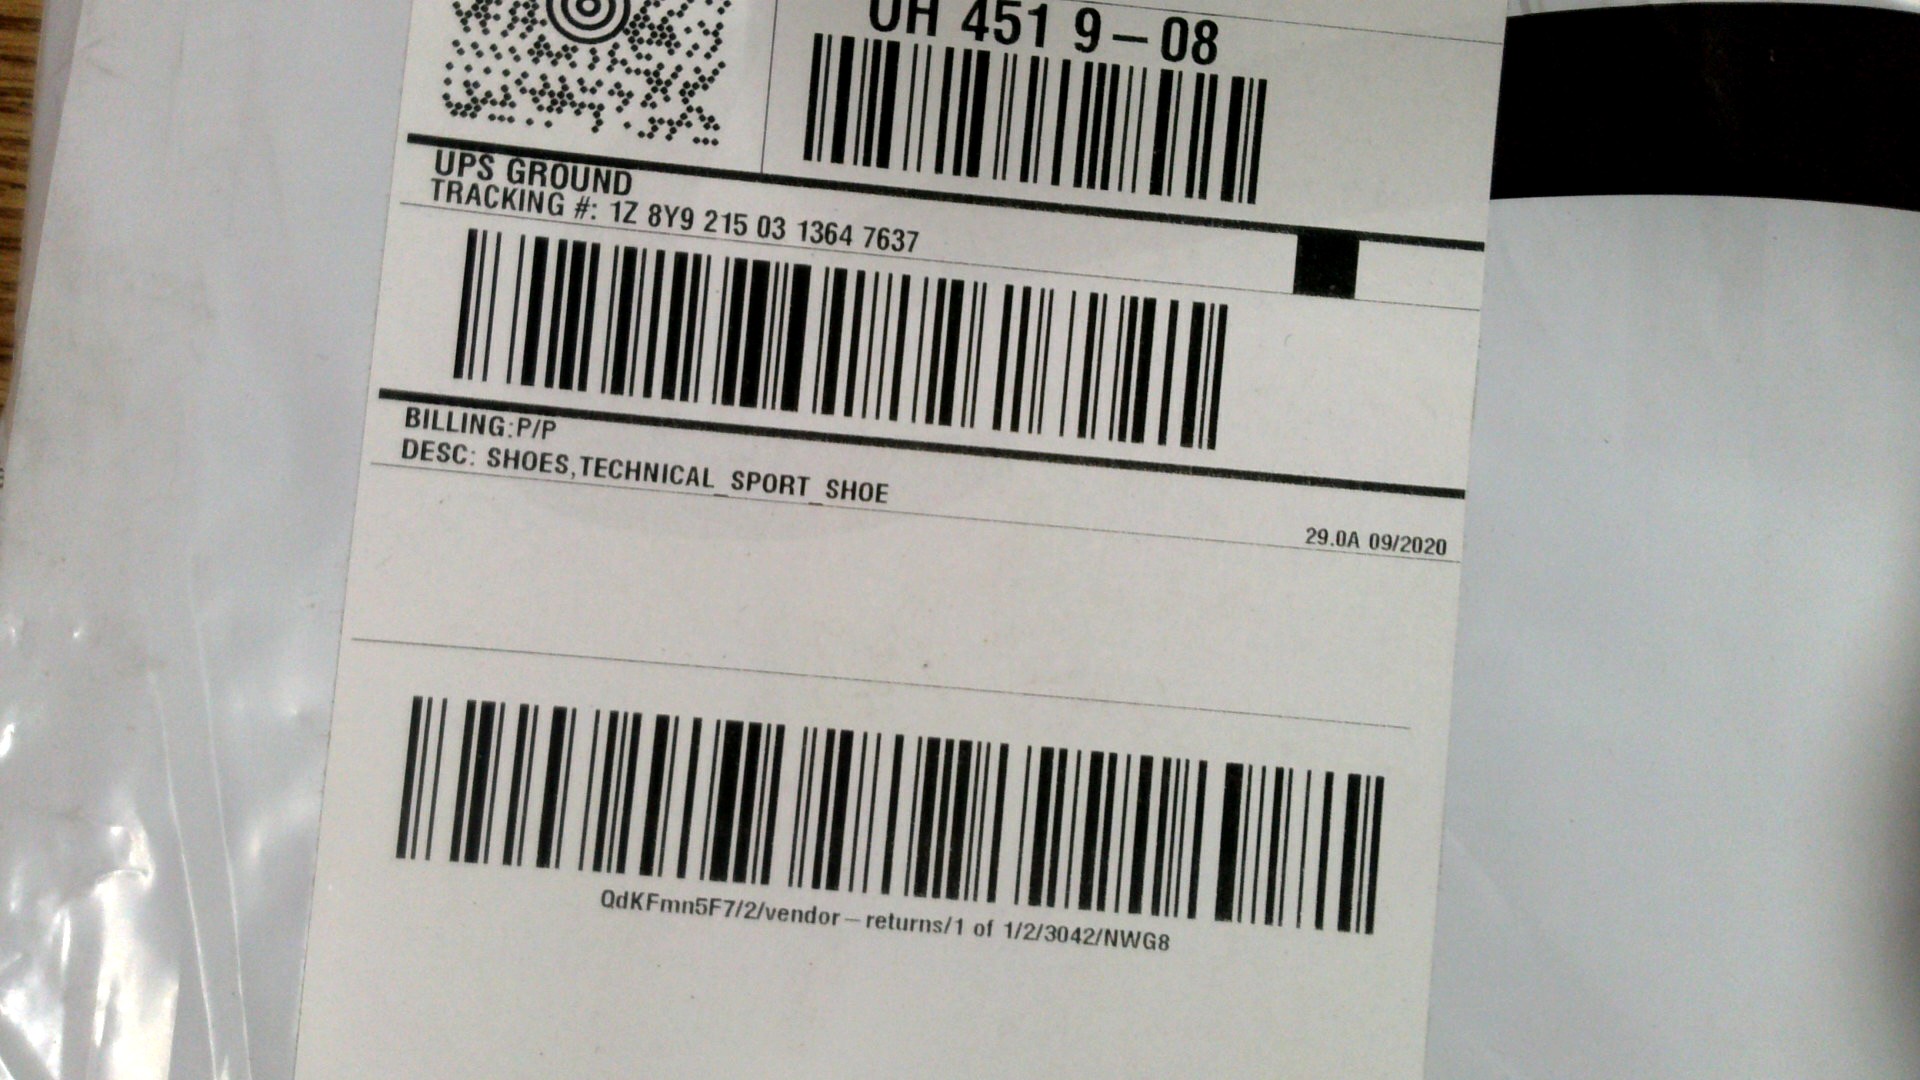 OH 451 9-08
UPS GROUND
TRACKING #: 1Z 8Y9 215 03 1364 7637
BILLING:P/P
DESC: SHOES,TECHNICAL_SPORT_SHOE
29.0A 09/2020
QdKFmn5F7/2/vendor-returns/1 of 1/2/3042/NWG8